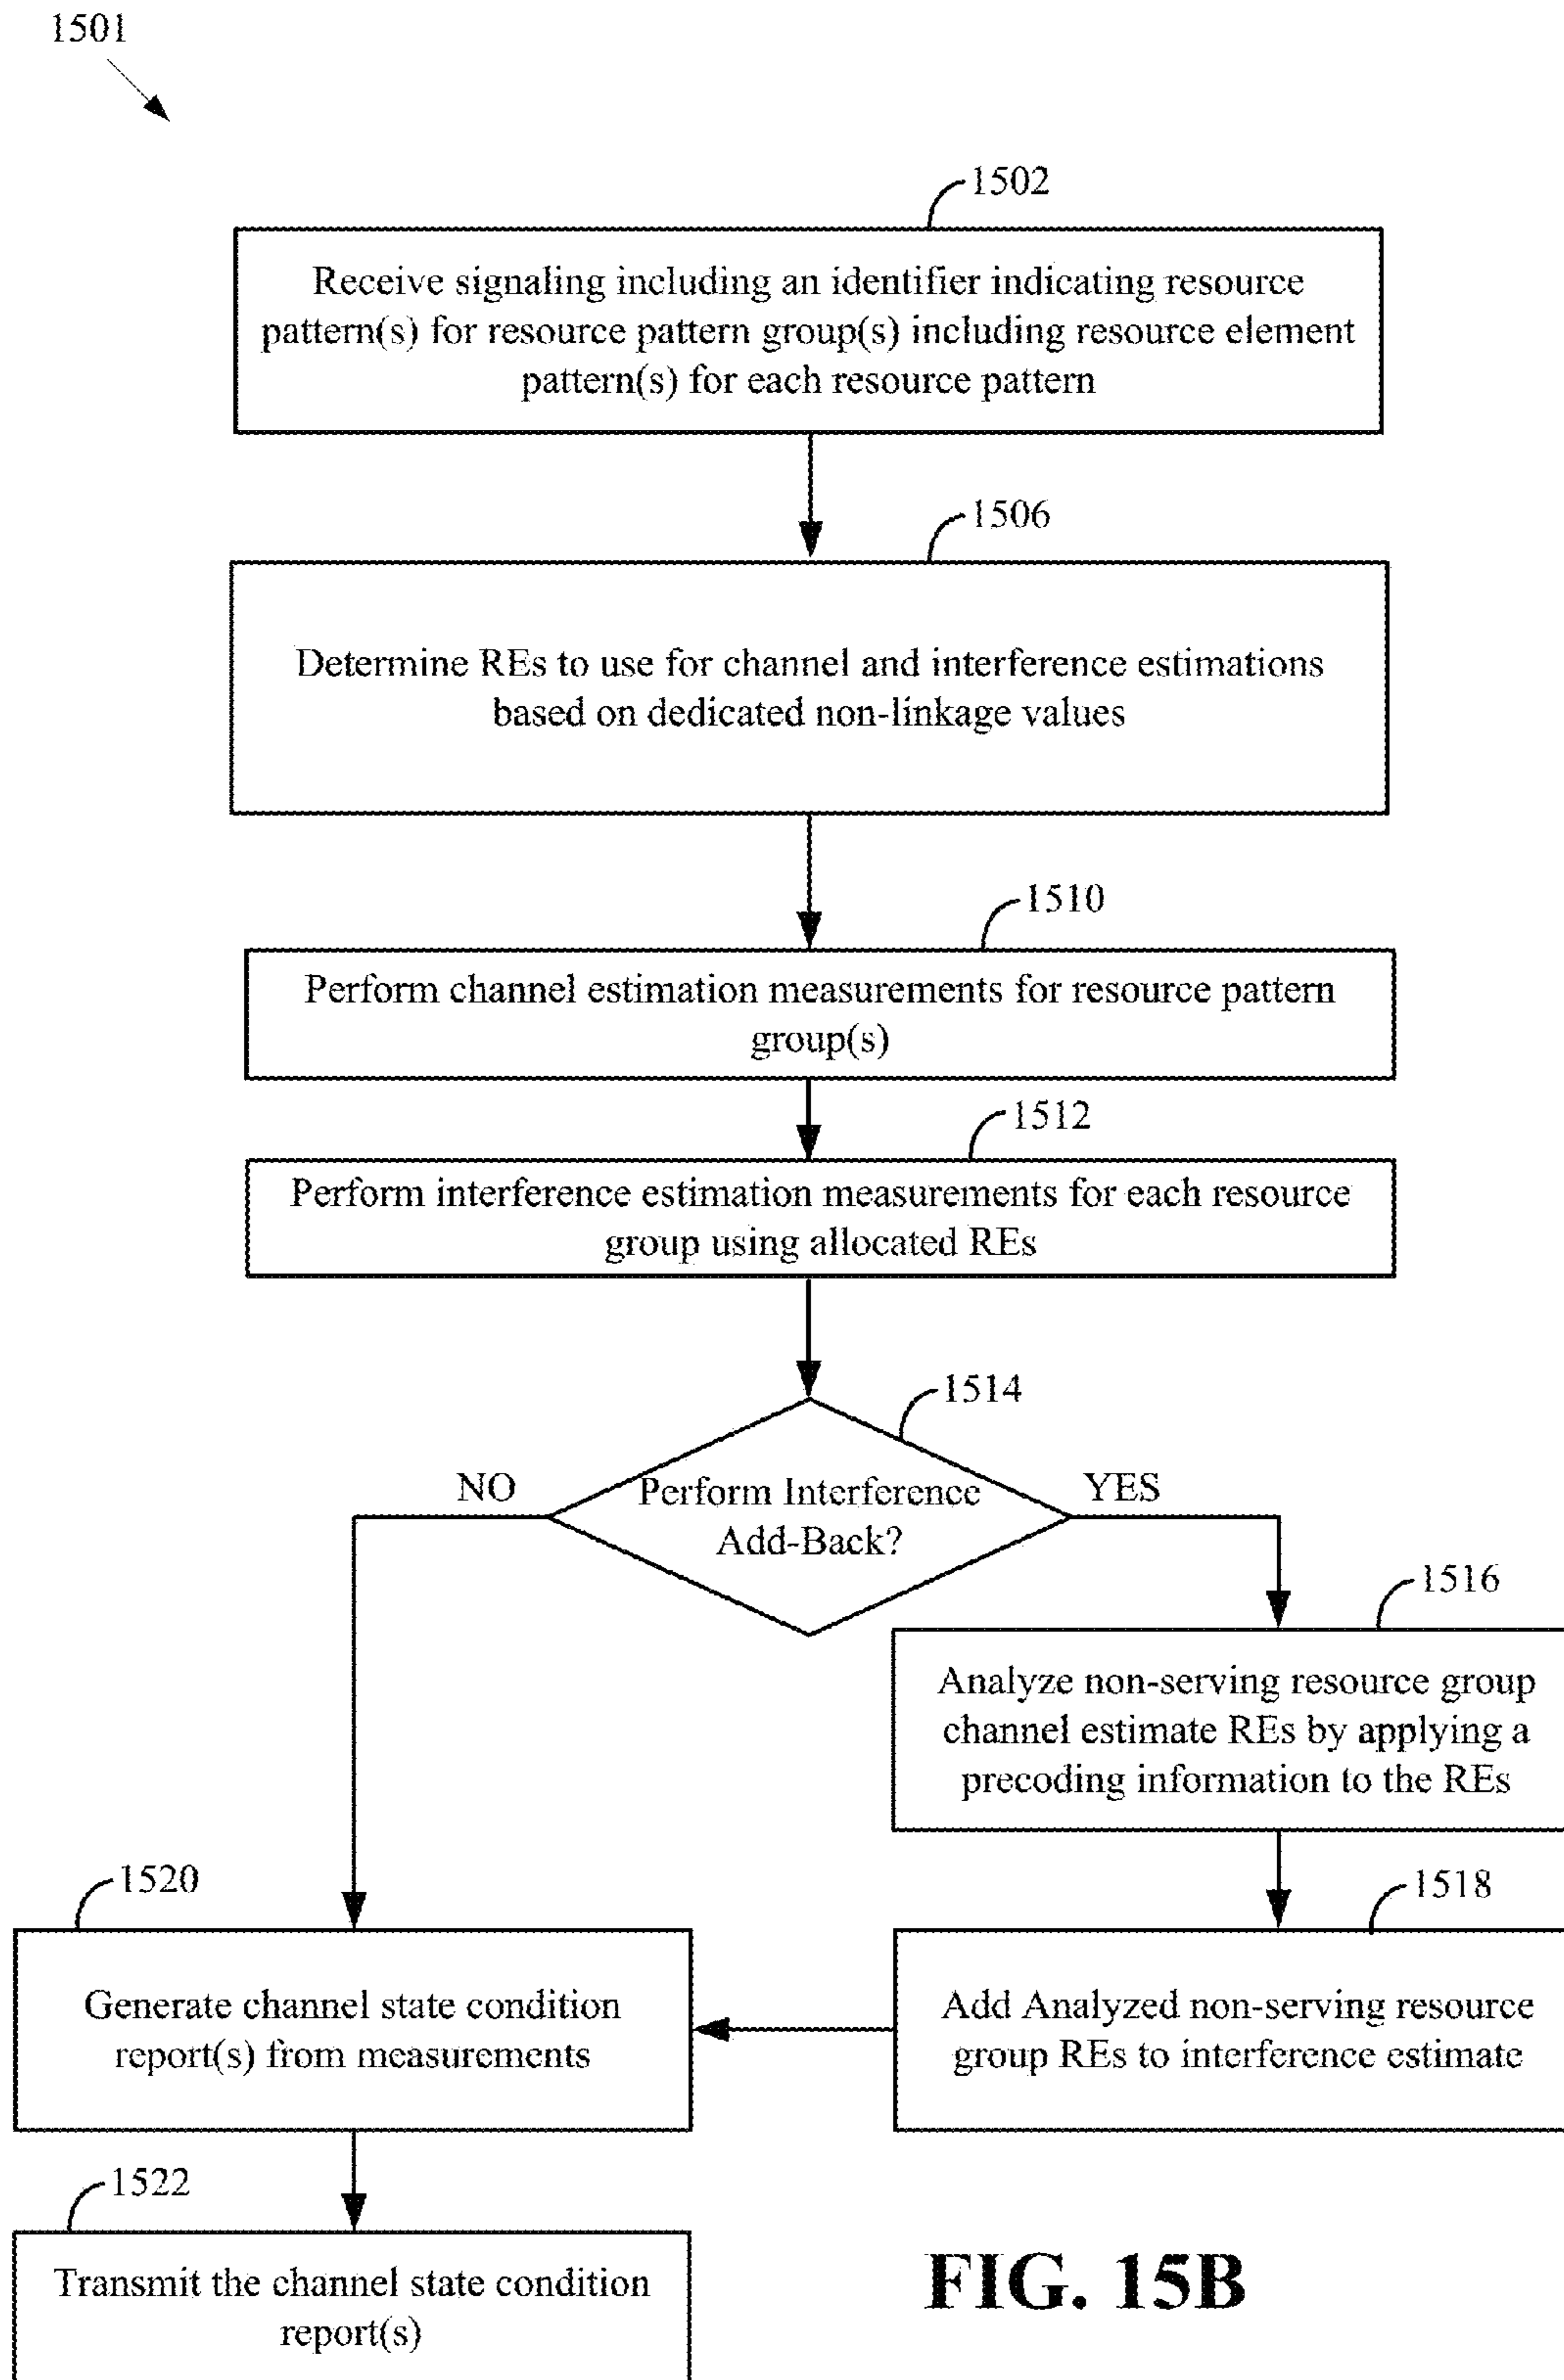 1501
1502
Receive signaling including an identifier indicating resource
pattern(s) for resource pattern group(s) including resource element
pattern(s) for each resource pattern
1506
Determine REs to use for channel and interference estimations
based on dedicated non-linkage values
1510
Perform channel estimation measurements for resource pattern
group(s)
1512
Perform interference estimation measurements for each resource
group using allocated REs
1514
NO
Perform Interference
Add-Back?
YES
1516
Analyze non-serving resource group
channel estimate REs by applying a
precoding information to the REs
1520
1518
Generate channel state condition
report(s) from measurements
Add Analyzed non-serving resource
group REs to interference estimate
1522
Transmit the channel state condition
report(s)
FIG. 15B